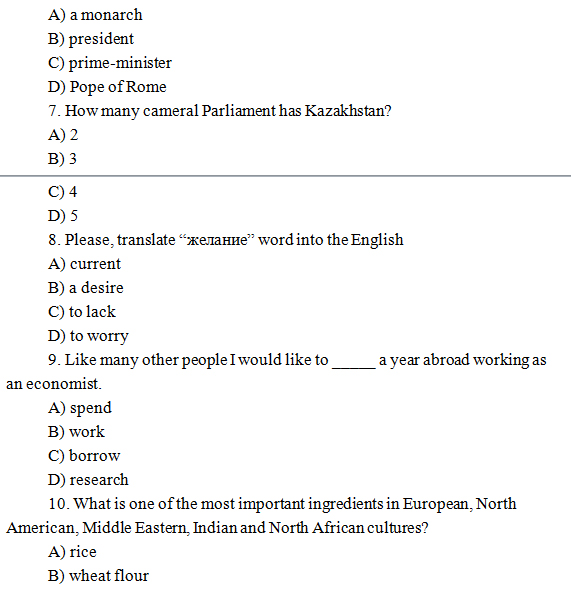 A) a monarch
B) president
C) prime-minister
D) Pope of Rome
7. How many cameral Parliament has Kazakhstan?
A) 2
B) 3
C) 4
D) 5
8. Please, translate “желание” word into the English
A) current
B) a desire
C) to lack
D) to worry
9. Like many other people I would like to _____ a year abroad working as
an economist.
A) spend
B) work
C) borrow
D) research
10. What is one of the most important ingredients in European, North
American, Middle Eastern, Indian and North African cultures?
A) rice
B) wheat flour